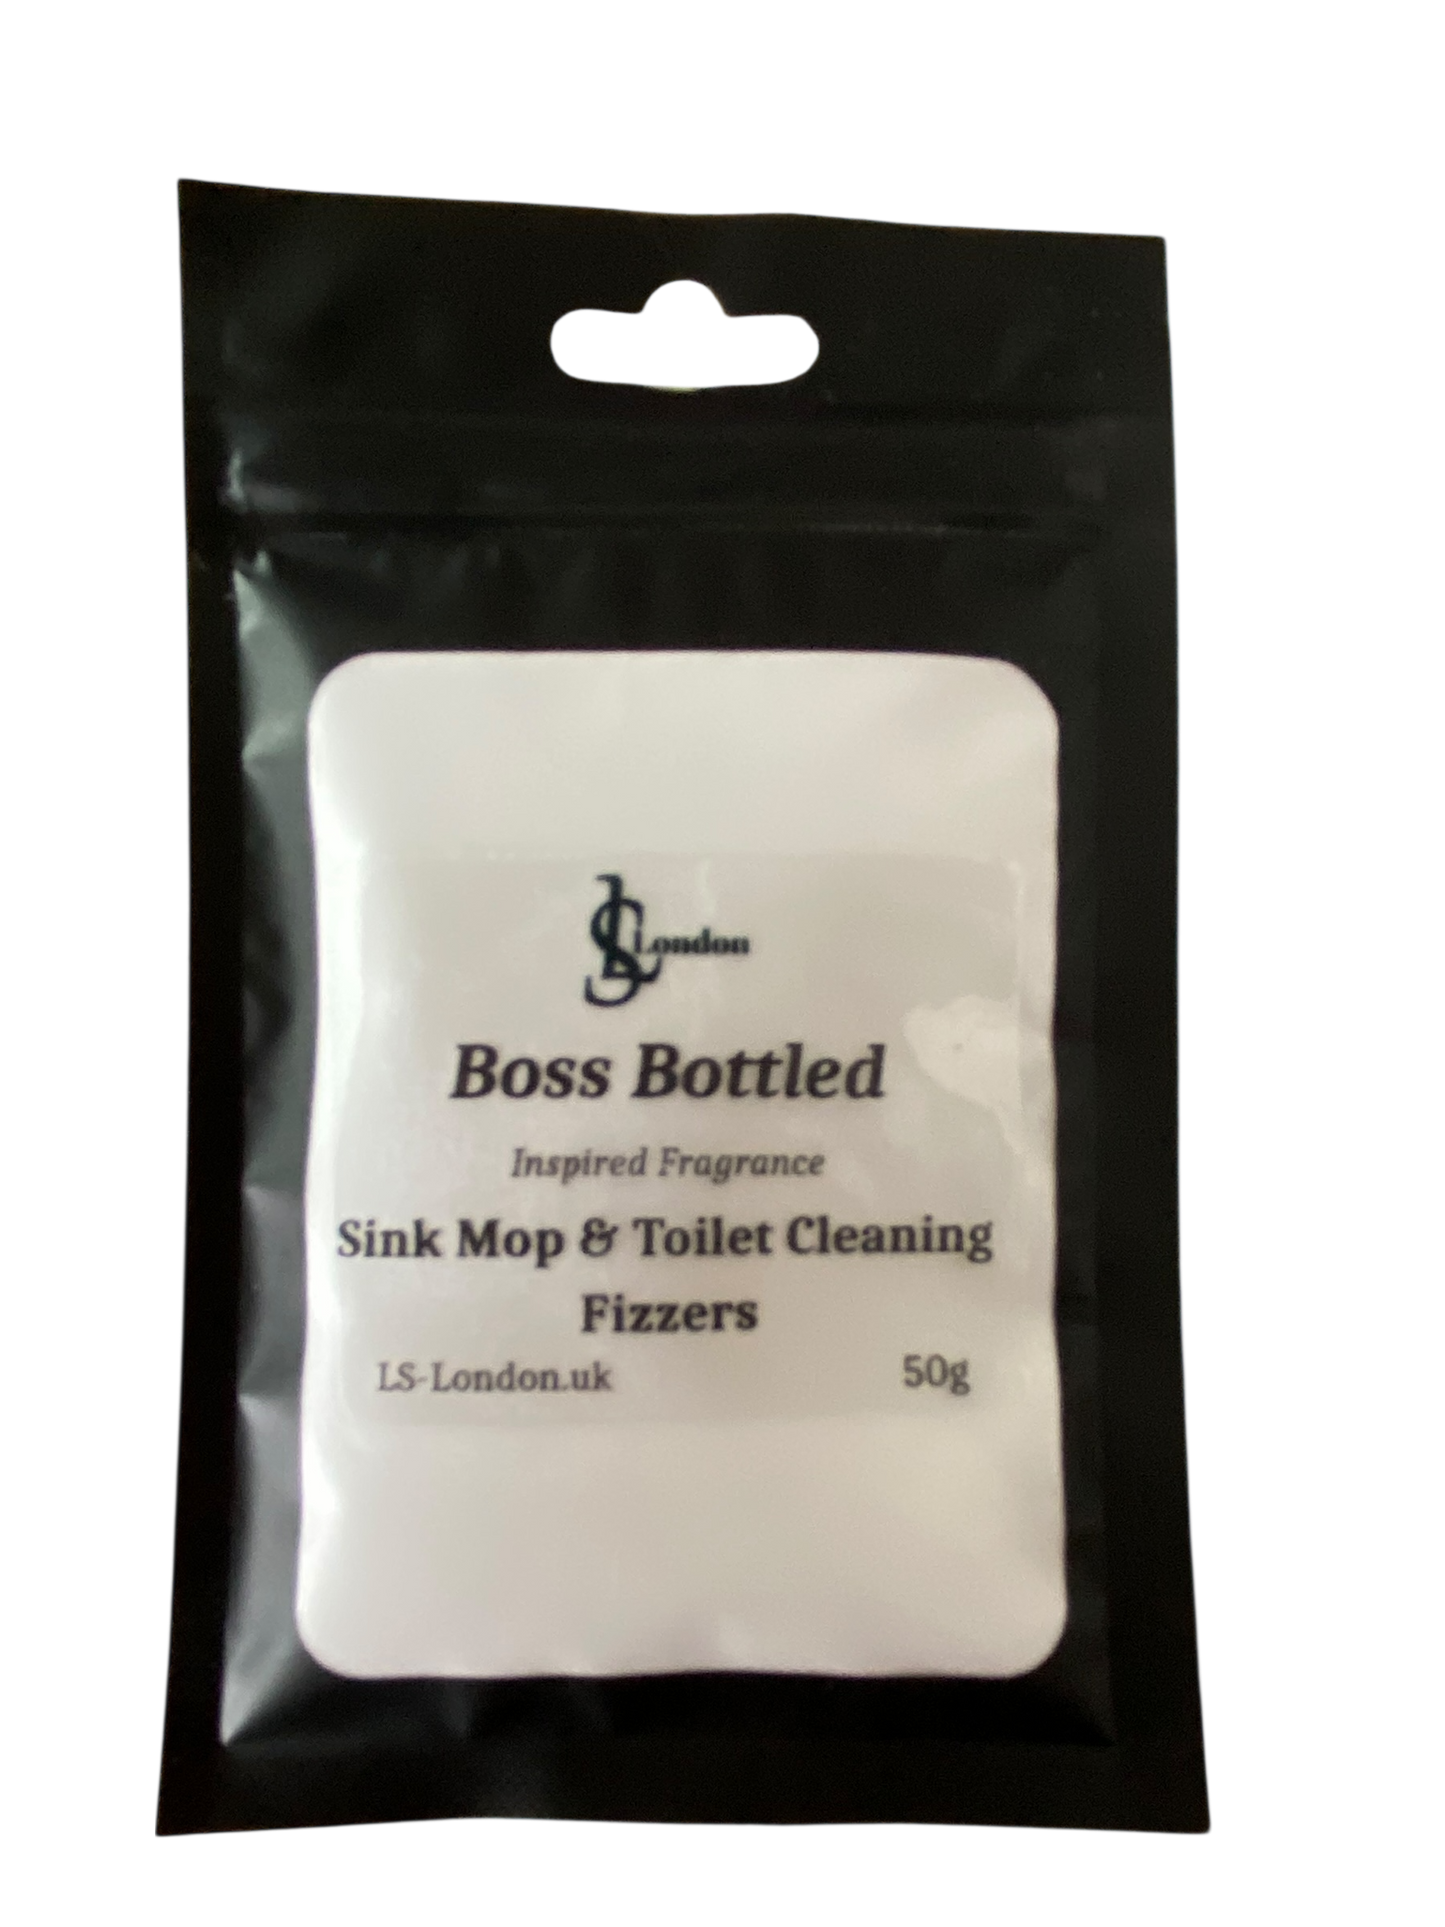 LS London
Boss Bottled
Inspired Fragrance
Sink Mop & Toilet Cleaning
Fizzers
LS-London.uk 50g